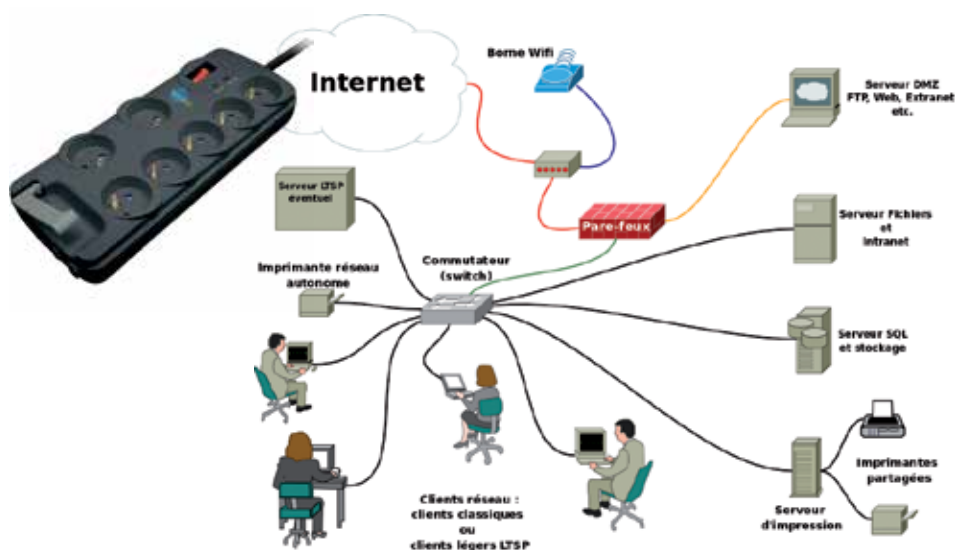 Internet
Borne Wifi
Serveur DMZ
FTP, Web, Extranet
etc.
Serveur LTSP
éventuel
Pare-feux
Serveur Fichiers
et
Intranet
Commutateur
(switch)
Imprimante réseau
autonome
Serveur SQL
et stockage
Imprimantes
partagées
Clients réseau :
clients classiques
ou
clients légers LTSP
Serveur
d'impression